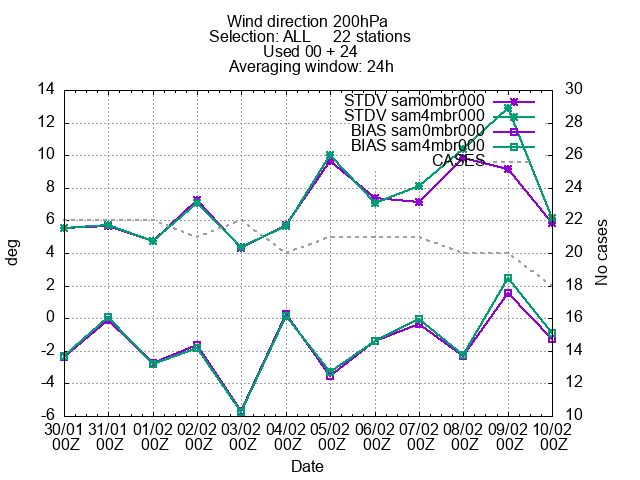 Wind direction 200hPa
Selection: ALL 22 stations
Used 00 + 24
Averaging window: 24h
14 12 10 8 6 4 2 0 -2 -4 -6
deg
STDV sam0mbr000
STDV sam4mbr000
BIAS sam0mbr000
BIAS sam4mbr000
CASES
30 28 26 24 22 20 18 16 14 12 10
No cases
30/01 31/01 01/02 02/02 03/02 04/02 05/02 06/02 07/02 08/02 09/02 10/02
00Z 00Z 00Z 00Z 00Z 00Z 00Z 00Z 00Z 00Z 00Z 00Z
Date